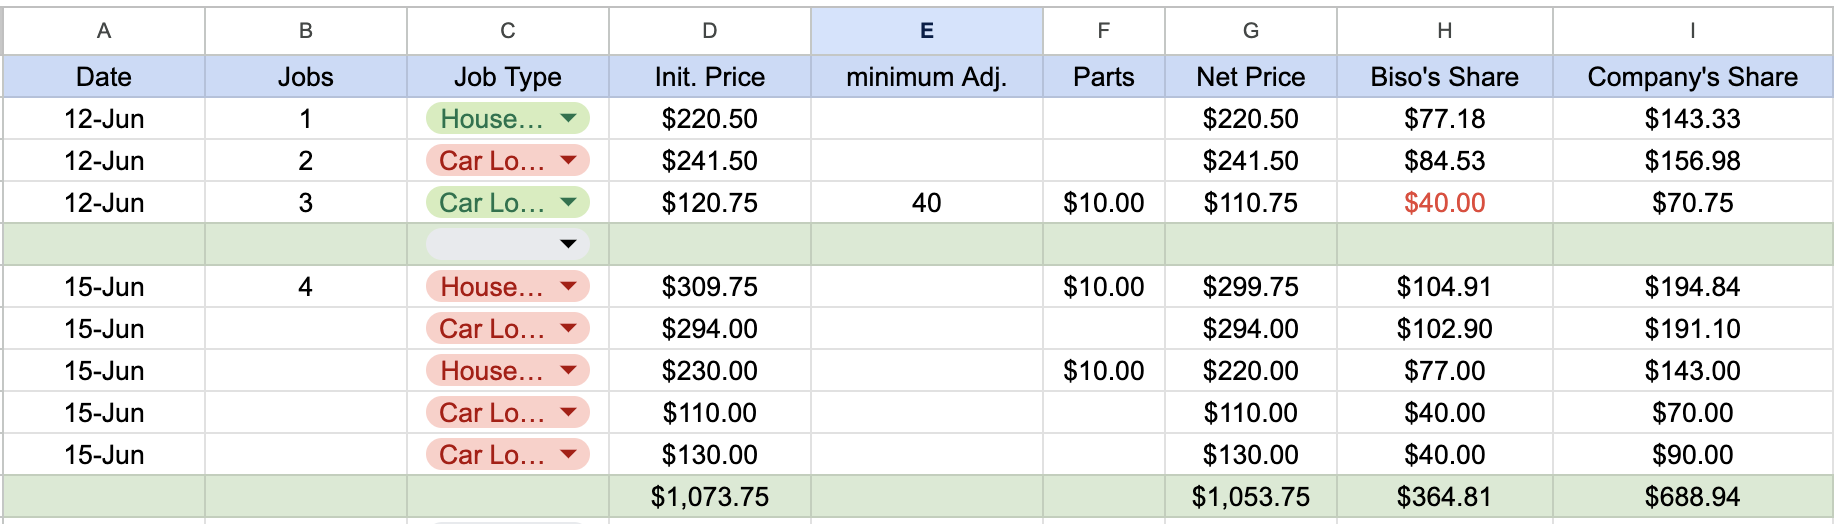 A B C D E F G H I
Date Jobs Job Type Init. Price minimum Adj. Parts Net Price Biso's Share Company's Share
12-Jun 1 House... $220.50 $220.50 $77.18 $143.33
12-Jun 2 Car Lo... $241.50 $241.50 $84.53 $156.98
12-Jun 3 Car Lo... $120.75 40 $10.00 $110.75 $40.00 $70.75
15-Jun 4 House... $309.75 $10.00 $299.75 $104.91 $194.84
15-Jun Car Lo... $294.00 $294.00 $102.90 $191.10
15-Jun House... $230.00 $10.00 $220.00 $77.00 $143.00
15-Jun Car Lo... $110.00 $110.00 $40.00 $70.00
15-Jun Car Lo... $130.00 $130.00 $40.00 $90.00
$1,073.75 $1,053.75 $364.81 $688.94